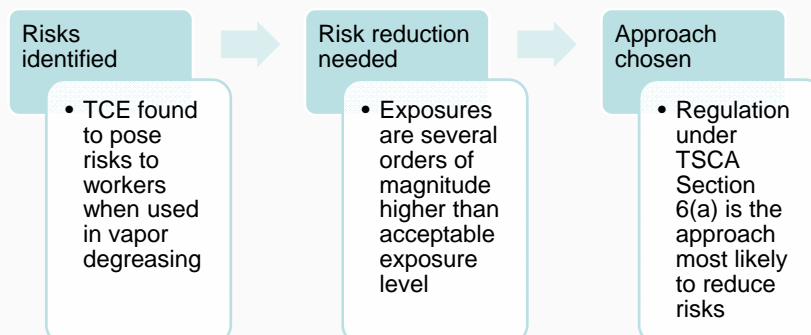 Risks
identified
• TCE found
to pose
risks to
workers
when used
in vapor
degreasing
Risk reduction
needed
• Exposures
are several
orders of
magnitude
higher than
acceptable
exposure
level
Approach
chosen
• Regulation
under
TSCA
Section
6(a) is the
approach
most likely
to reduce
risks